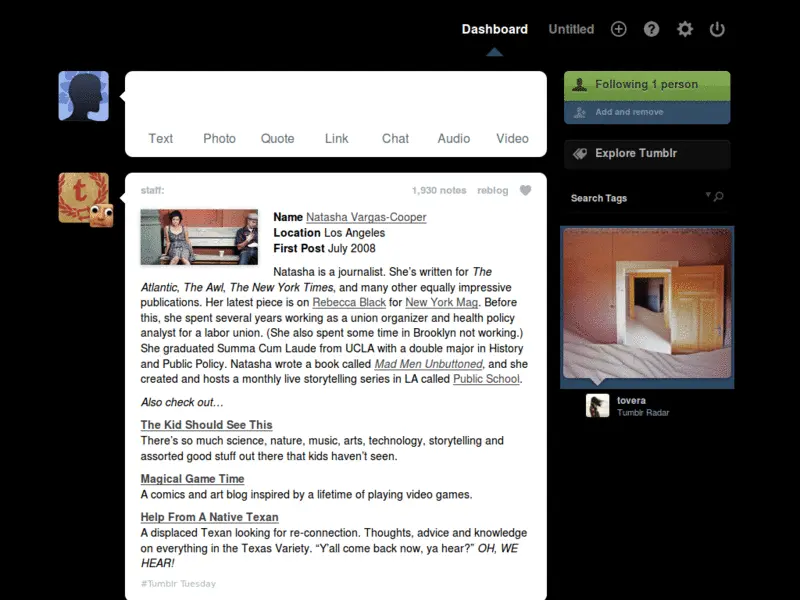 Dashboard Untitled
Following 1 person
Add and remove
Text Photo Quote Link Chat Audio Video
Explore Tumblr
Search Tags
staff: 1,930 notes reblog
Name Natasha Vargas-Cooper
Location Los Angeles
First Post July 2008
Natasha is a journalist. She's written for The
Atlantic, The Awl, The New York Times, and many other equally impressive
publications. Her latest piece is on Rebecca Black for New York Mag. Before
this, she spent several years working as a union organizer and health policy
analyst for a labor union. (She also spent some time in Brooklyn not working.)
She graduated Summa Cum Laude from UCLA with a double major in History
and Public Policy. Natasha wrote a book called Mad Men Unbuttoned, and she
created and hosts a monthly live storytelling series in LA called Public School.
Also check out…
The Kid Should See This
There's so much science, nature, music, arts, technology, storytelling and
assorted good stuff out there that kids haven't seen.
Magical Game Time
A comics and art blog inspired by a lifetime of playing video games.
Help From A Native Texan
A displaced Texan looking for re-connection. Thoughts, advice and knowledge
on everything in the Texas Variety. “Y'all come back now, ya hear?” OH, WE
HEAR!
#Tumblr Tuesday
tovera
Tumblr Radar